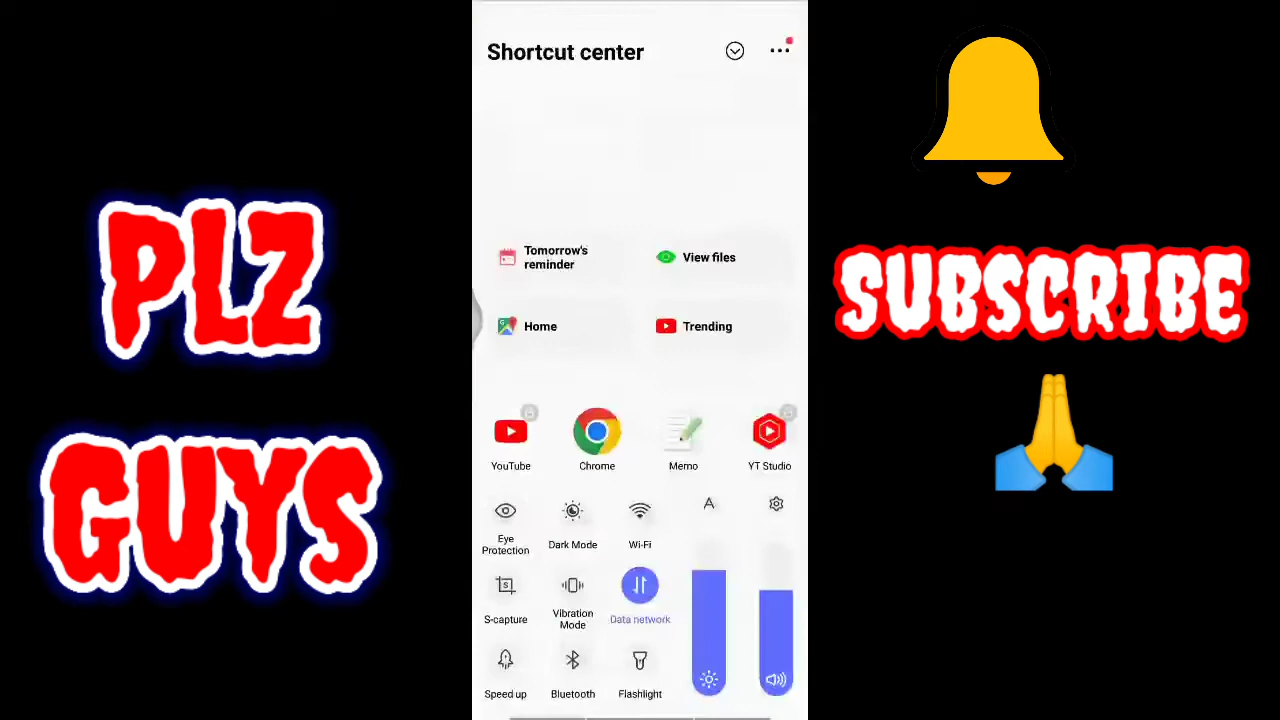 PLZ
GUYS
Shortcut center
Tomorrow's
reminder
View files
Home
Trending
YouTube
Chrome
Memo
YT Studio
Eye
Protection
Dark Mode
Wi-Fi
A
S-capture
Vibration
Mode
Data network
Speed up
Bluetooth
Flashlight
SUBSCRIBE